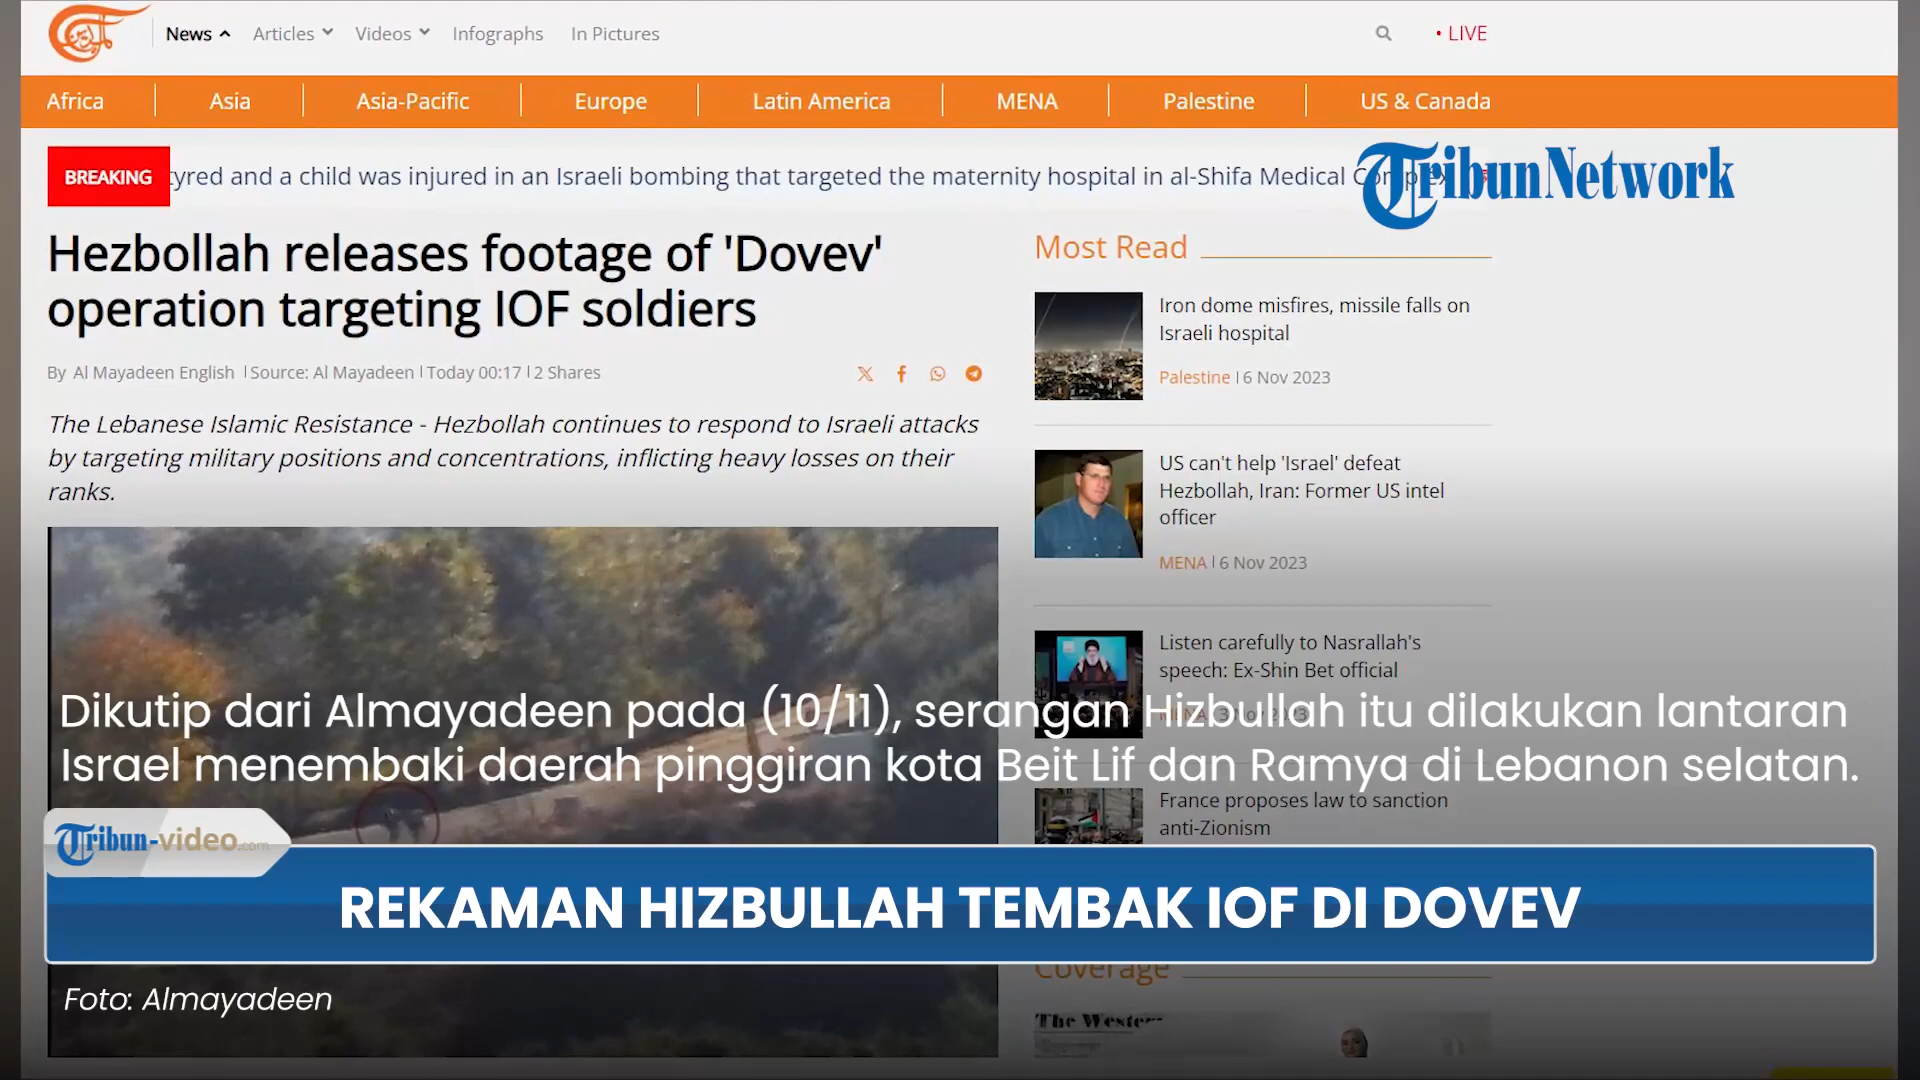 News Articles Videos Infographs In Pictures
• LIVE
Africa Asia Asia-Pacific Europe Latin America MENA Palestine US & Canada
BREAKING
tyred and a child was injured in an Israeli bombing that targeted the maternity hospital in al-Shifa Medical Complex
TribunNetwork
Hezbollah releases footage of 'Dovev'
operation targeting IOF soldiers
By Al Mayadeen English | Source: Al Mayadeen | Today 00:17 | 2 Shares
The Lebanese Islamic Resistance - Hezbollah continues to respond to Israeli attacks
by targeting military positions and concentrations, inflicting heavy losses on their
ranks.
Most Read
Iron dome misfires, missile falls on
Israeli hospital
Palestine | 6 Nov 2023
US can't help 'Israel' defeat
Hezbollah, Iran: Former US intel
officer
MENA | 6 Nov 2023
Listen carefully to Nasrallah's
speech: Ex-Shin Bet official
France proposes law to sanction
anti-Zionism
Dikutip dari Almayadeen pada (10/11), serangan Hizbullah itu dilakukan lantaran
Israel menembaki daerah pinggiran kota Beit Lif dan Ramya di Lebanon selatan.
Tribun-video.com
REKAMAN HIZBULLAH TEMBAK IOF DI DOVEV
Coverage
Foto: Almayadeen